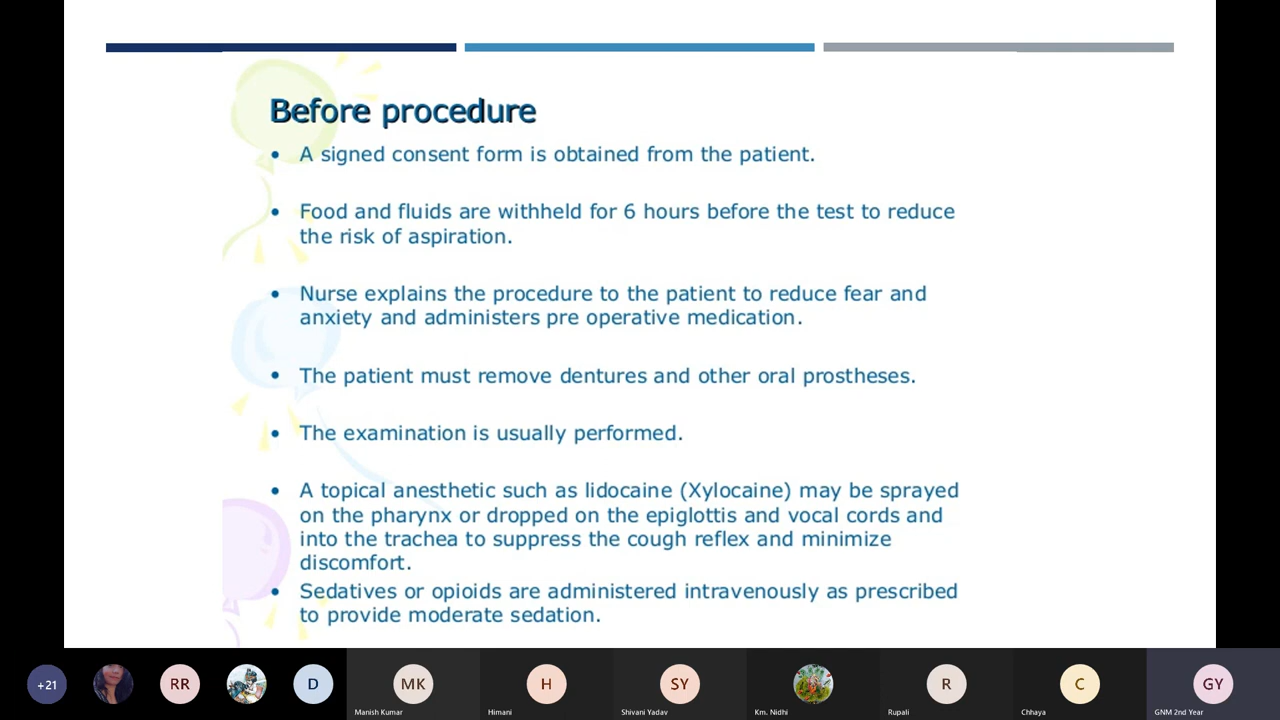 Before procedure
• A signed consent form is obtained from the patient.
• Food and fluids are withheld for 6 hours before the test to reduce
the risk of aspiration.
• Nurse explains the procedure to the patient to reduce fear and
anxiety and administers pre operative medication.
• The patient must remove dentures and other oral prostheses.
• The examination is usually performed.
• A topical anesthetic such as lidocaine (Xylocaine) may be sprayed
on the pharynx or dropped on the epiglottis and vocal cords and
into the trachea to suppress the cough reflex and minimize
discomfort.
• Sedatives or opioids are administered intravenously as prescribed
to provide moderate sedation.
+21 RR D MK H SY R C GY
Manish Kumar Himani Shivani Yadav Km. Nidhi Rupali Chhaya GNM 2nd Year